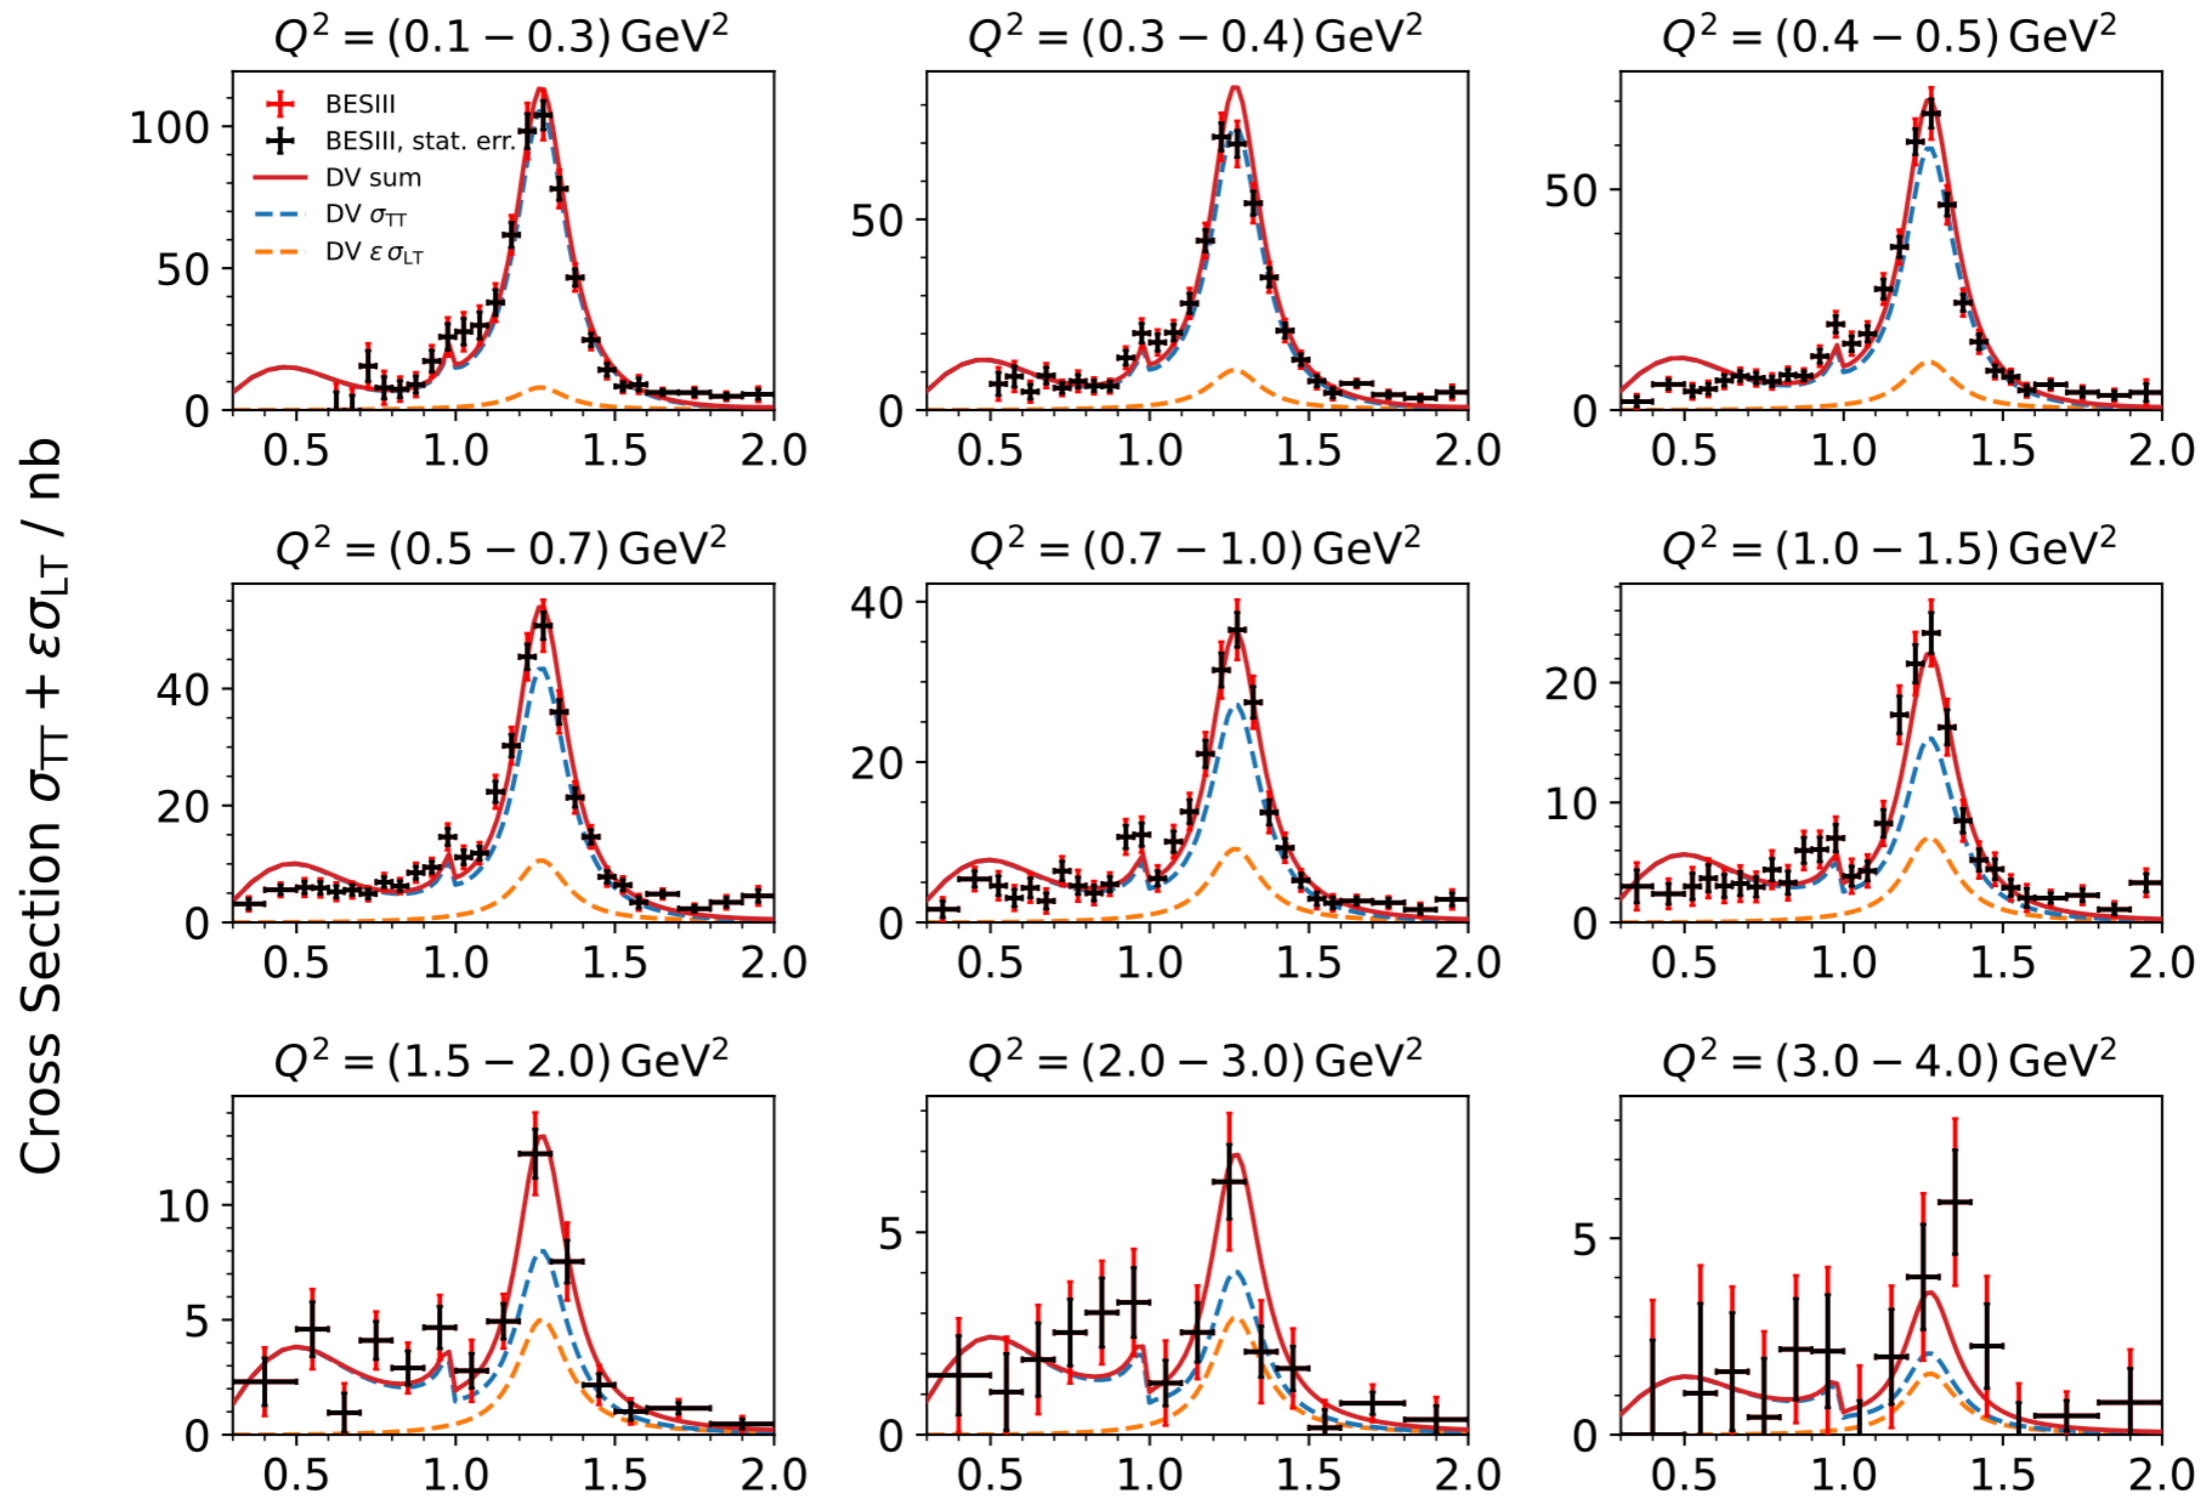 Cross Section σTT + εσLT / nb
Q² = (0.1 − 0.3) GeV²
100
50
0
0.5 1.0 1.5 2.0
BESIII
BESIII, stat. err.
DV sum
DV σTT
DV ε σLT
Q² = (0.3 − 0.4) GeV²
50
0
0.5 1.0 1.5 2.0
Q² = (0.4 − 0.5) GeV²
50
0
0.5 1.0 1.5 2.0
Q² = (0.5 − 0.7) GeV²
40
20
0
0.5 1.0 1.5 2.0
Q² = (0.7 − 1.0) GeV²
40
20
0
0.5 1.0 1.5 2.0
Q² = (1.0 − 1.5) GeV²
20
10
0
0.5 1.0 1.5 2.0
Q² = (1.5 − 2.0) GeV²
10
5
0
0.5 1.0 1.5 2.0
Q² = (2.0 − 3.0) GeV²
5
0
0.5 1.0 1.5 2.0
Q² = (3.0 − 4.0) GeV²
5
0
0.5 1.0 1.5 2.0